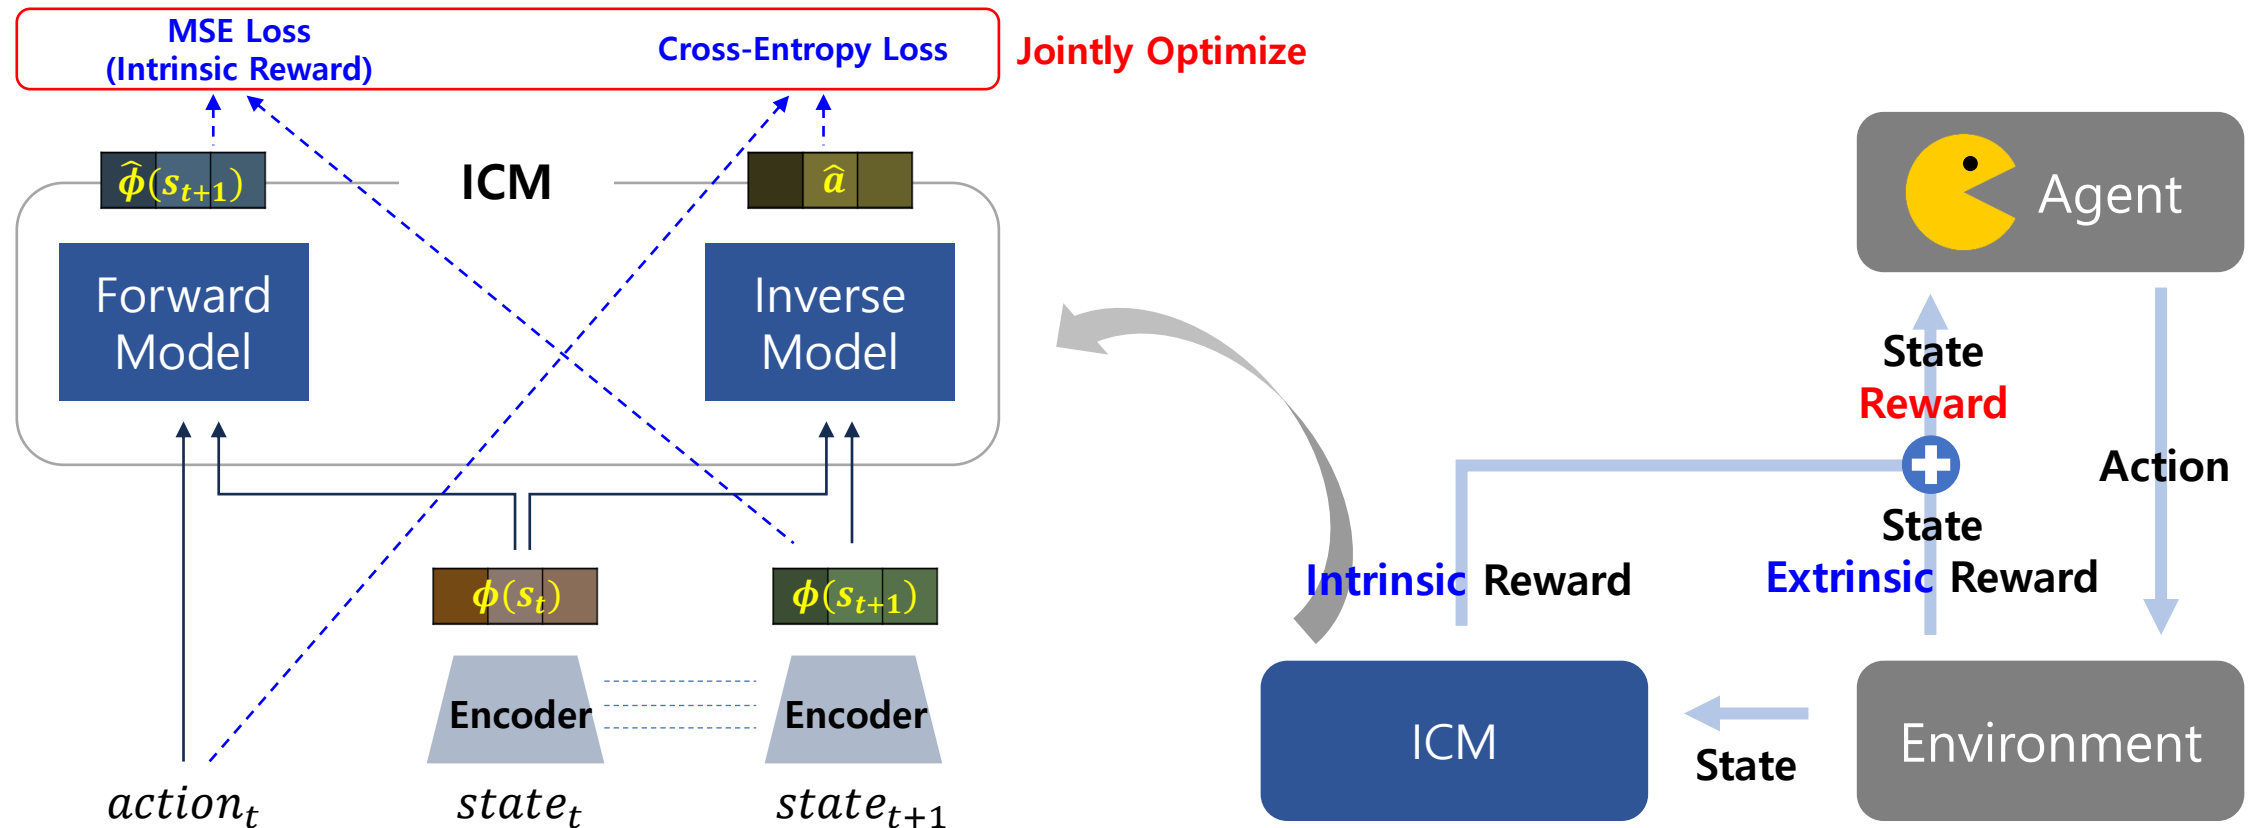 MSE Loss
(Intrinsic Reward)
Cross-Entropy Loss
Jointly Optimize
ϕ̂(s_{t+1})
ICM
â
Forward
Model
Inverse
Model
ϕ(s_t)
ϕ(s_{t+1})
Encoder
Encoder
action_t
state_t
state_{t+1}
Agent
State
Reward
Action
State
Intrinsic Reward
Extrinsic Reward
ICM
State
Environment